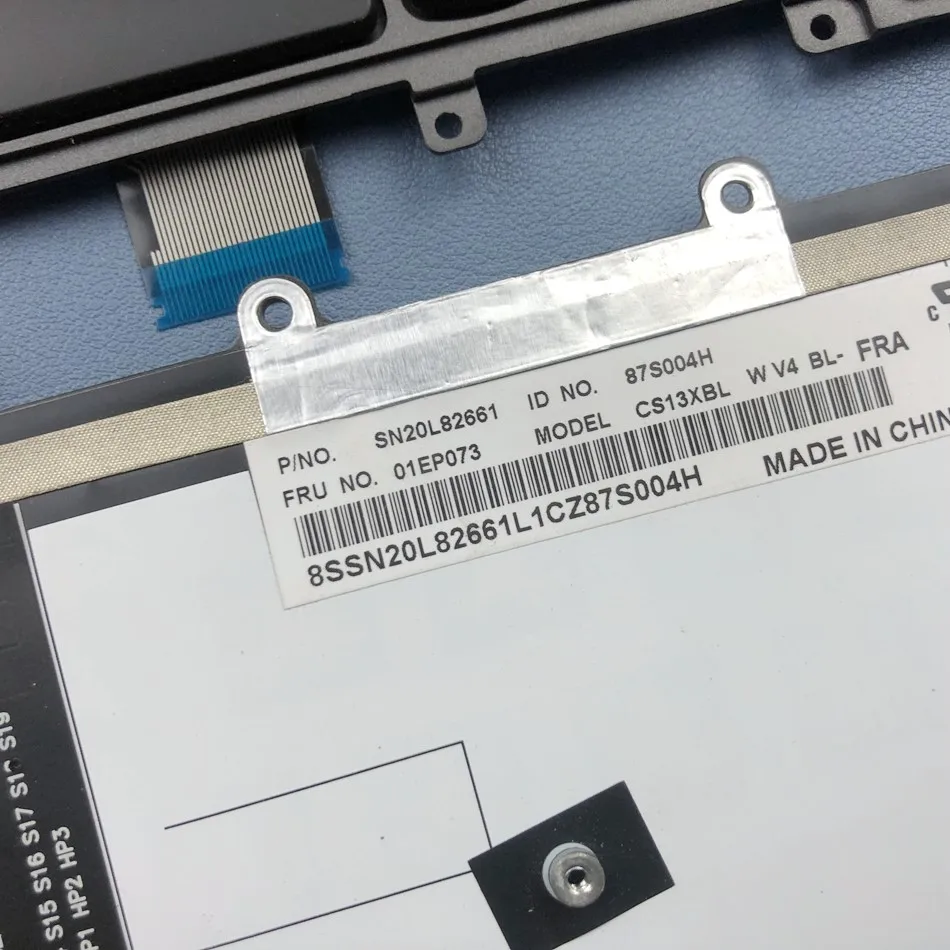 P/NO. SN20L82661 ID NO. 87S004H
FRU NO. 01EP073 MODEL CS13XBL W V4 BL- FRA
8SSN20L82661L1CZ87S004H MADE IN CHIN
C
S15 S16 S17 S19
HP2 HP3